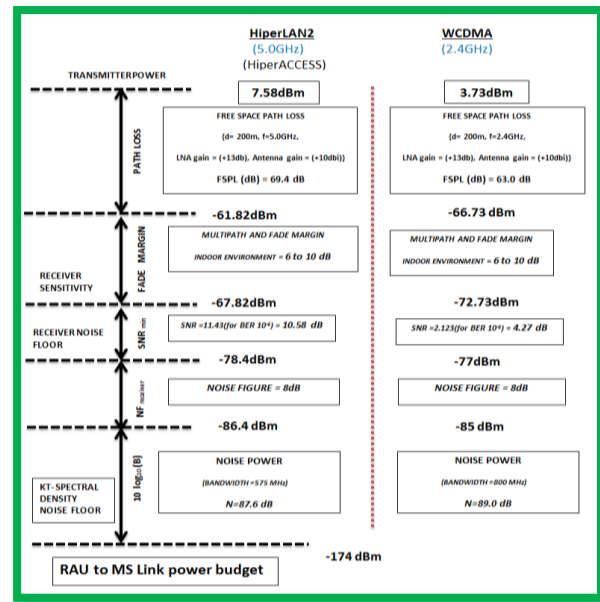 HiperLAN2
WCDMA
(5.0GHz)
(2.4GHz)
(HiperACCESS)
TRANSMITTERPOWER
7.58dBm
3.73dBm
PATH LOSS
FREE SPACE PATH LOSS
(d= 200m, f=5.0GHz,
LNA gain = (+13db), Antenna gain = (+10dbi))
FSPL (dB) = 69.4 dB
FREE SPACE PATH LOSS
(d= 200m, f=2.4GHz,
LNA gain = (+13db), Antenna gain = (+10dbi))
FSPL (dB) = 63.0 dB
-61.82dBm
-66.73 dBm
FADE MARGIN
MULTIPATH AND FADE MARGIN
INDOOR ENVIRONMENT = 6 to 10 dB
MULTIPATH AND FADE MARGIN
INDOOR ENVIRONMENT = 6 to 10 dB
RECEIVER
SENSITIVITY
-67.82dBm
-72.73dBm
RECEIVER NOISE
FLOOR
SNR min
SNR =11.43(for BER 10⁻⁶) = 10.58 dB
SNR =2.123(for BER 10⁻⁶) = 4.27 dB
-78.4dBm
-77dBm
NF receiver
NOISE FIGURE = 8dB
NOISE FIGURE = 8dB
-86.4 dBm
-85 dBm
10 log₁₀(B)
NOISE POWER
(BANDWIDTH =575 MHz)
N=87.6 dB
NOISE POWER
(BANDWIDTH =800 MHz)
N=89.0 dB
KT-SPECTRAL
DENSITY
NOISE FLOOR
-174 dBm
RAU to MS Link power budget